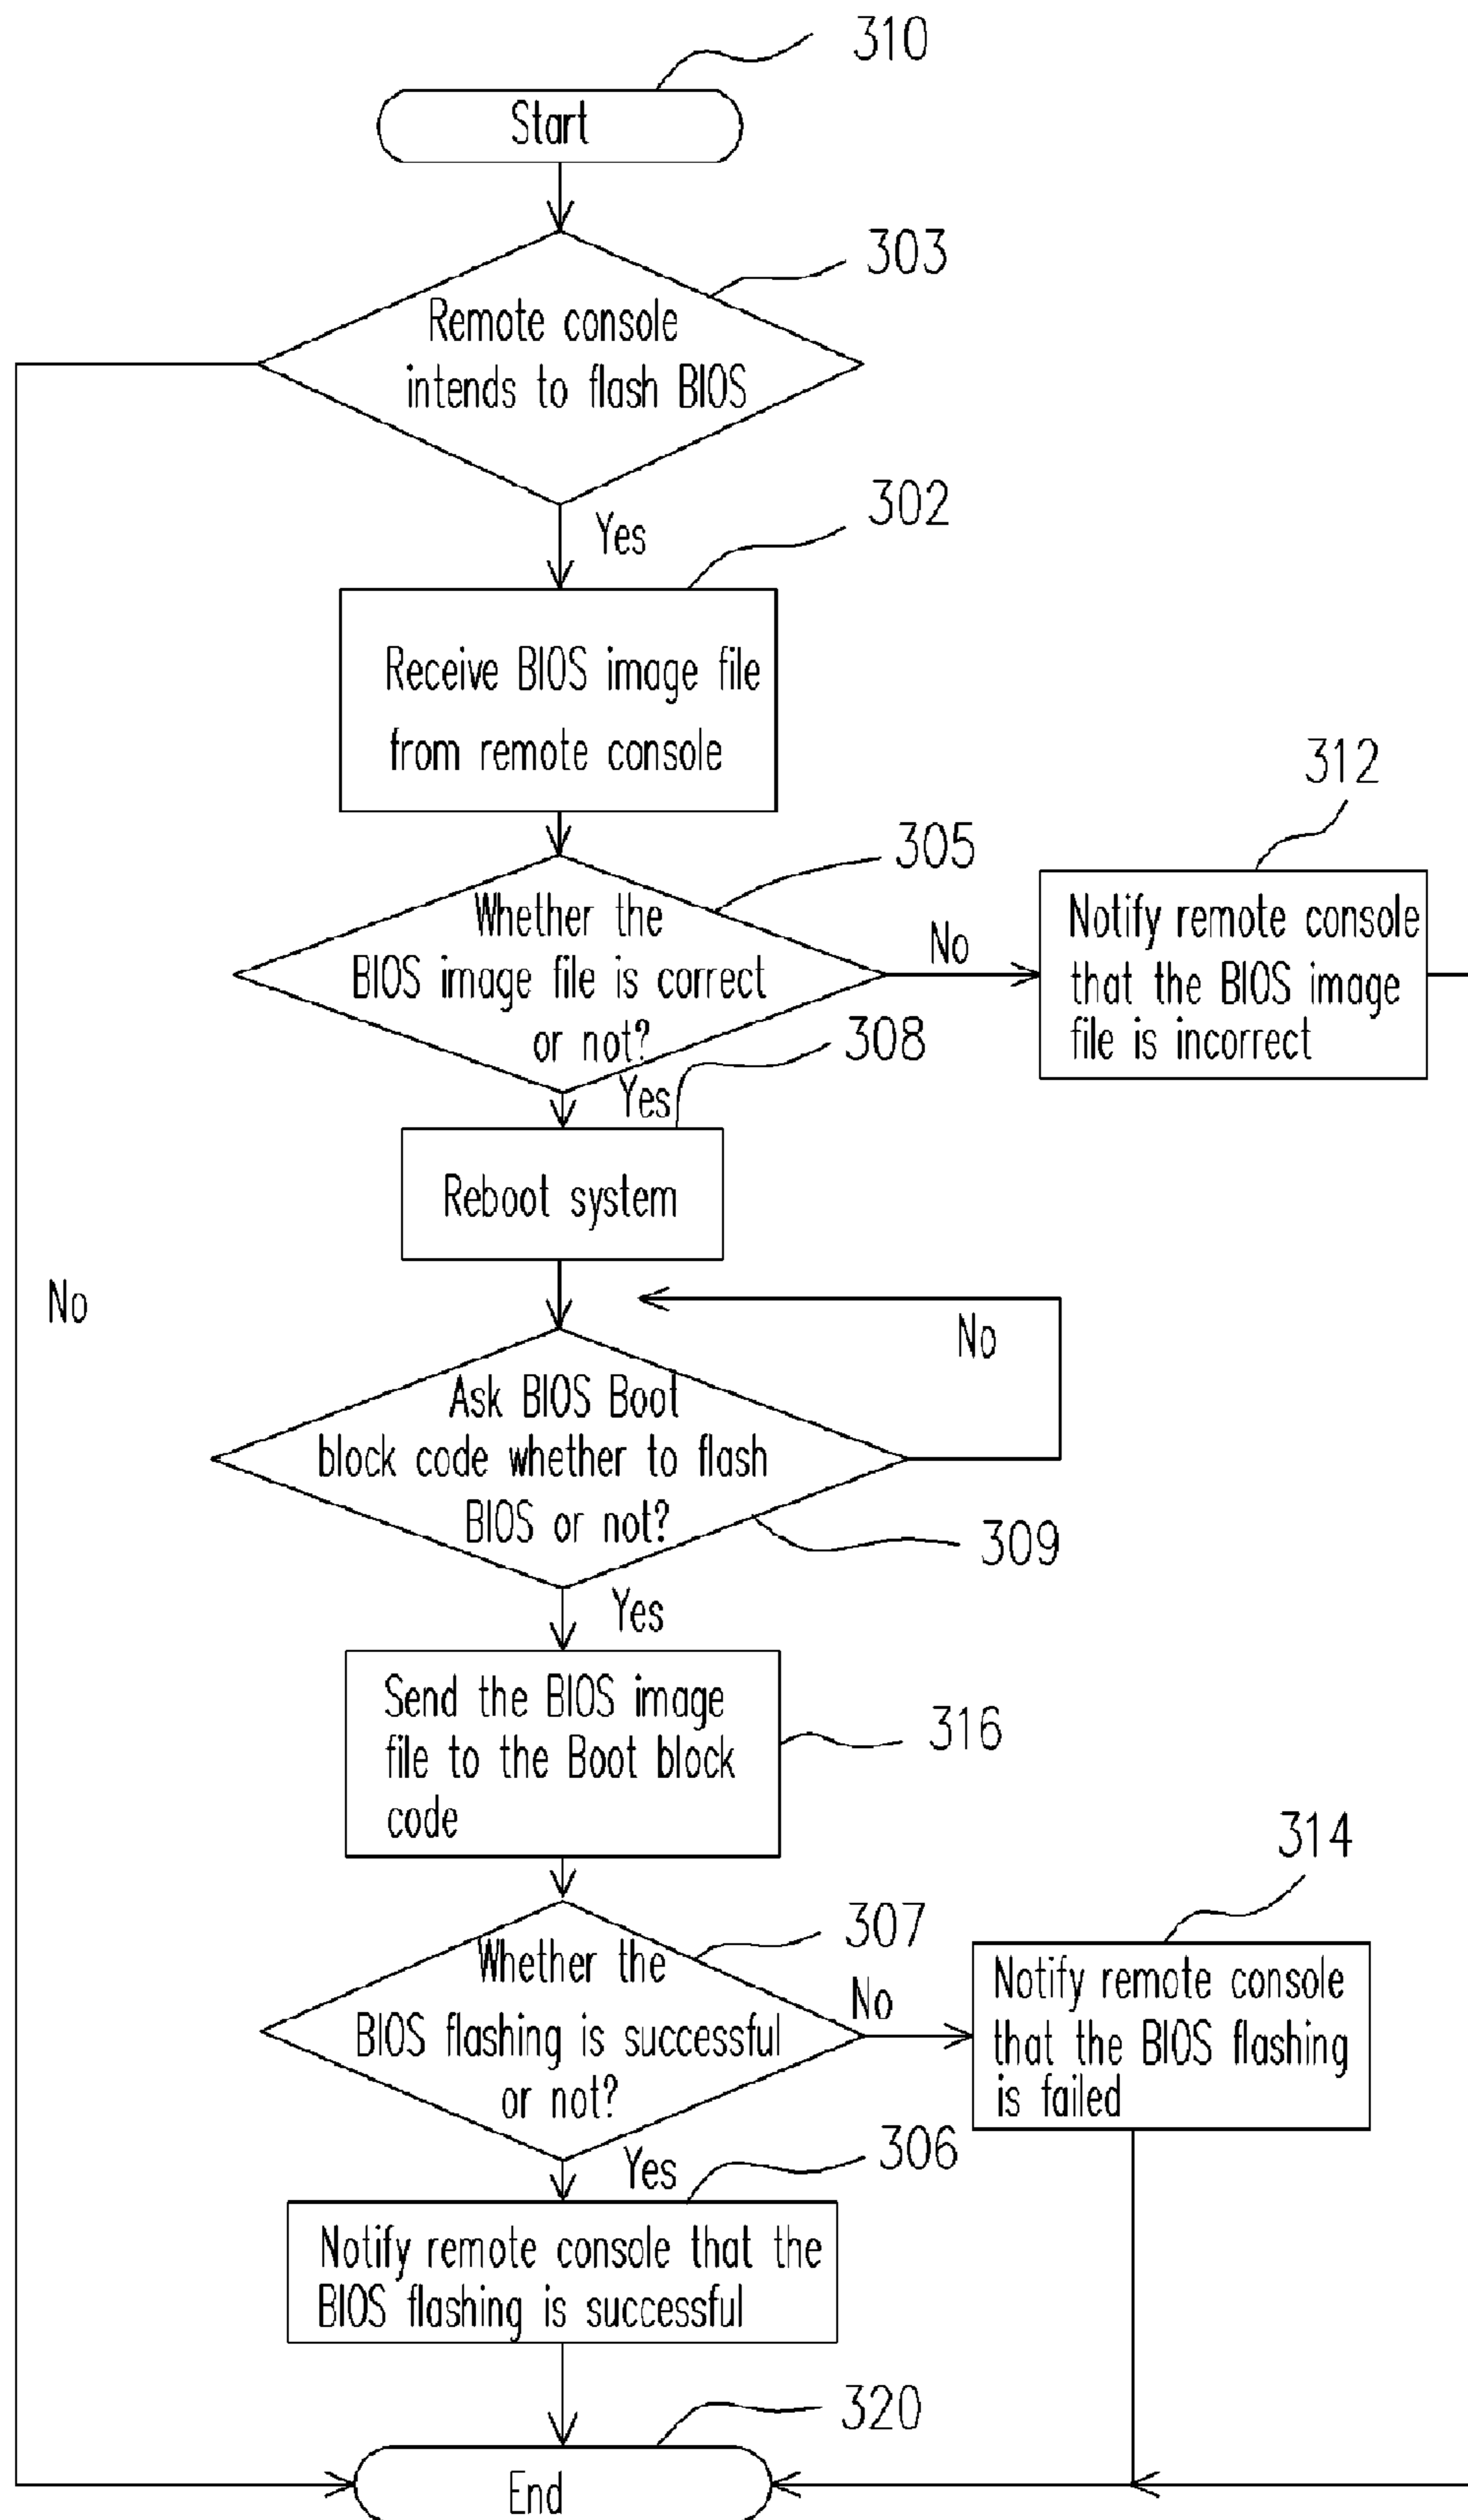 310
Start
303
Remote console
intends to flash BIOS
302
Yes
Receive BIOS image file
from remote console
312
305
Whether the
BIOS image file is correct
or not?
No
Notify remote console
that the BIOS image
file is incorrect
308
Yes
Reboot system
No
No
Ask BIOS Boot
block code whether to flash
BIOS or not?
309
Yes
Send the BIOS image
file to the Boot block
code
316
314
307
Whether the
BIOS flashing is successful
or not?
No
Notify remote console
that the BIOS flashing
is failed
306
Yes
Notify remote console that the
BIOS flashing is successful
320
End